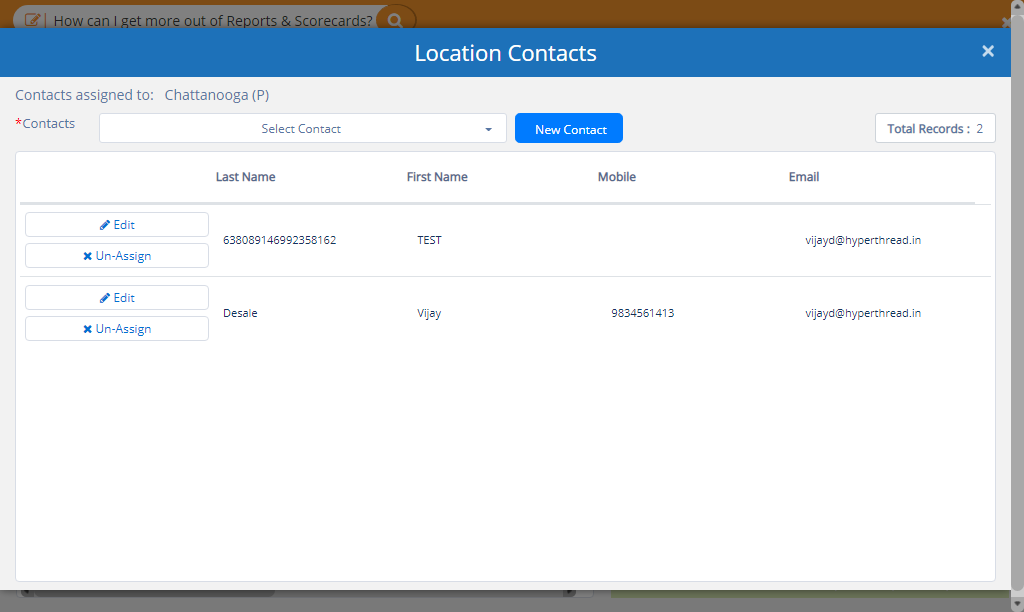 How can I get more out of Reports & Scorecards?
Location Contacts
Contacts assigned to: Chattanooga (P)
*Contacts Select Contact New Contact Total Records : 2
Last Name First Name Mobile Email
Edit
638089146992358162 TEST vijayd@hyperthread.in
Un-Assign
Edit
Desale Vijay 9834561413 vijayd@hyperthread.in
Un-Assign